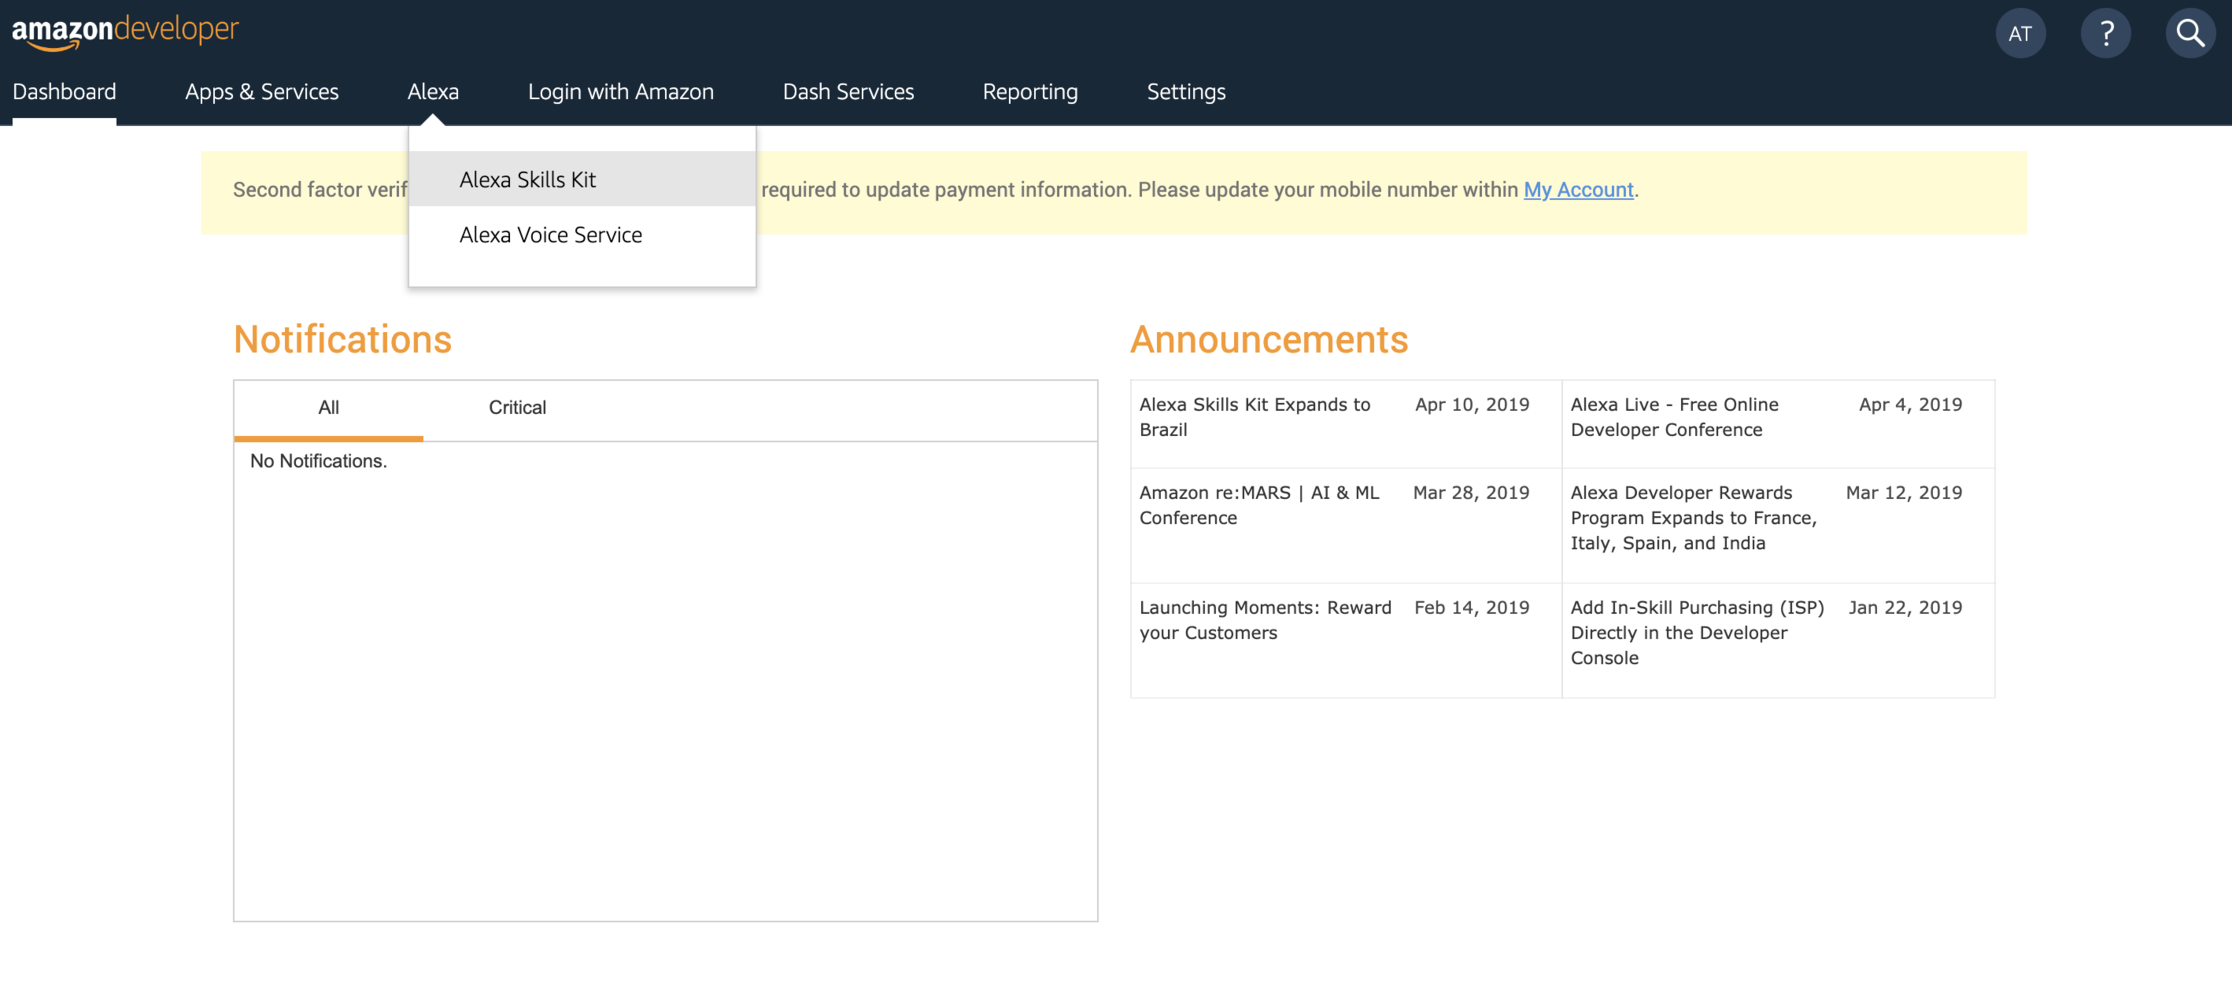 amazondeveloper
AT
?
Dashboard
Apps & Services
Alexa
Login with Amazon
Dash Services
Reporting
Settings
Alexa Skills Kit
Alexa Voice Service
Second factor verif required to update payment information. Please update your mobile number within My Account.
Notifications
All
Critical
No Notifications.
Announcements
Alexa Skills Kit Expands to
Brazil
Apr 10, 2019
Alexa Live - Free Online
Developer Conference
Apr 4, 2019
Amazon re:MARS | AI & ML
Conference
Mar 28, 2019
Alexa Developer Rewards
Program Expands to France,
Italy, Spain, and India
Mar 12, 2019
Launching Moments: Reward
your Customers
Feb 14, 2019
Add In-Skill Purchasing (ISP)
Directly in the Developer
Console
Jan 22, 2019